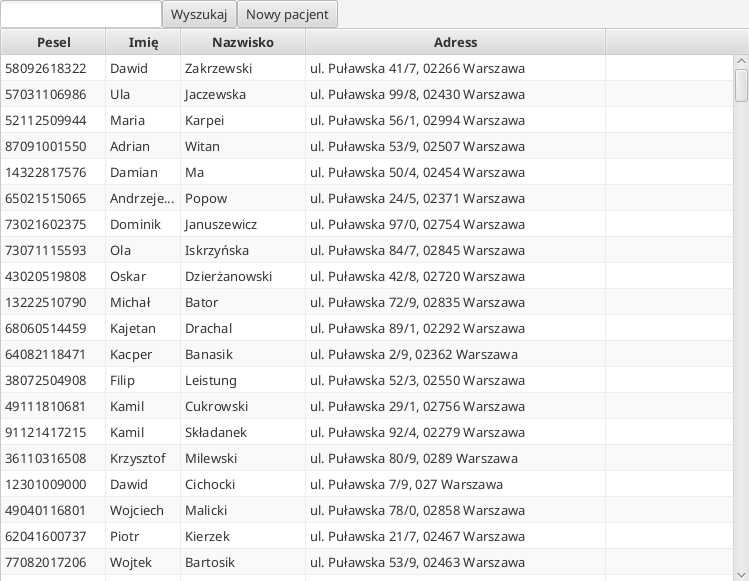 Wyszukaj Nowy pacjent
Pesel Imię Nazwisko Adress
58092618322 Dawid Zakrzewski ul. Puławska 41/7, 02266 Warszawa
57031106986 Ula Jaczewska ul. Puławska 99/8, 02430 Warszawa
52112509944 Maria Karpei ul. Puławska 56/1, 02994 Warszawa
87091001550 Adrian Witan ul. Puławska 53/9, 02507 Warszawa
14322817576 Damian Ma ul. Puławska 50/4, 02454 Warszawa
65021515065 Andrzeje... Popow ul. Puławska 24/5, 02371 Warszawa
73021602375 Dominik Januszewicz ul. Puławska 97/0, 02754 Warszawa
73071115593 Ola Iskrzyńska ul. Puławska 84/7, 02845 Warszawa
43020519808 Oskar Dzierżanowski ul. Puławska 42/8, 02720 Warszawa
13222510790 Michał Bator ul. Puławska 72/9, 02835 Warszawa
68060514459 Kajetan Drachal ul. Puławska 89/1, 02292 Warszawa
64082118471 Kacper Banasik ul. Puławska 2/9, 02362 Warszawa
38072504908 Filip Leistung ul. Puławska 52/3, 02550 Warszawa
49111810681 Kamil Cukrowski ul. Puławska 29/1, 02756 Warszawa
91121417215 Kamil Składanek ul. Puławska 92/4, 02279 Warszawa
36110316508 Krzysztof Milewski ul. Puławska 80/9, 0289 Warszawa
12301009000 Dawid Cichocki ul. Puławska 7/9, 027 Warszawa
49040116801 Wojciech Malicki ul. Puławska 78/0, 02858 Warszawa
62041600737 Piotr Kierzek ul. Puławska 21/7, 02467 Warszawa
77082017206 Wojtek Bartosik ul. Puławska 53/9, 02463 Warszawa